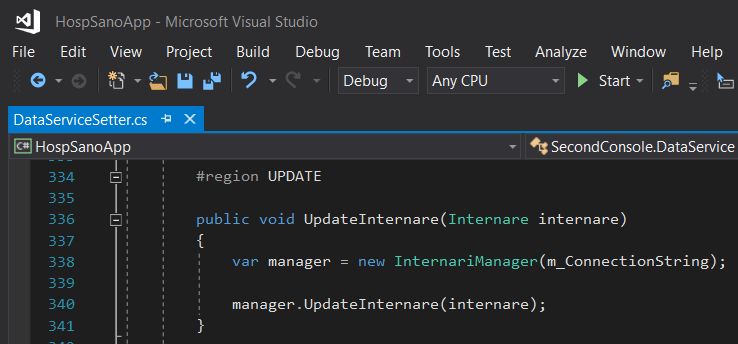 HospSanoApp - Microsoft Visual Studio
File Edit View Project Build Debug Team Tools Test Analyze Window Help
Debug Any CPU Start
DataServiceSetter.cs
C# HospSanoApp SecondConsole.DataService
334 #region UPDATE
335
336 public void UpdateInternare(Internare internare)
337 {
338 var manager = new InternariManager(m_ConnectionString);
339
340 manager.UpdateInternare(internare);
341 }